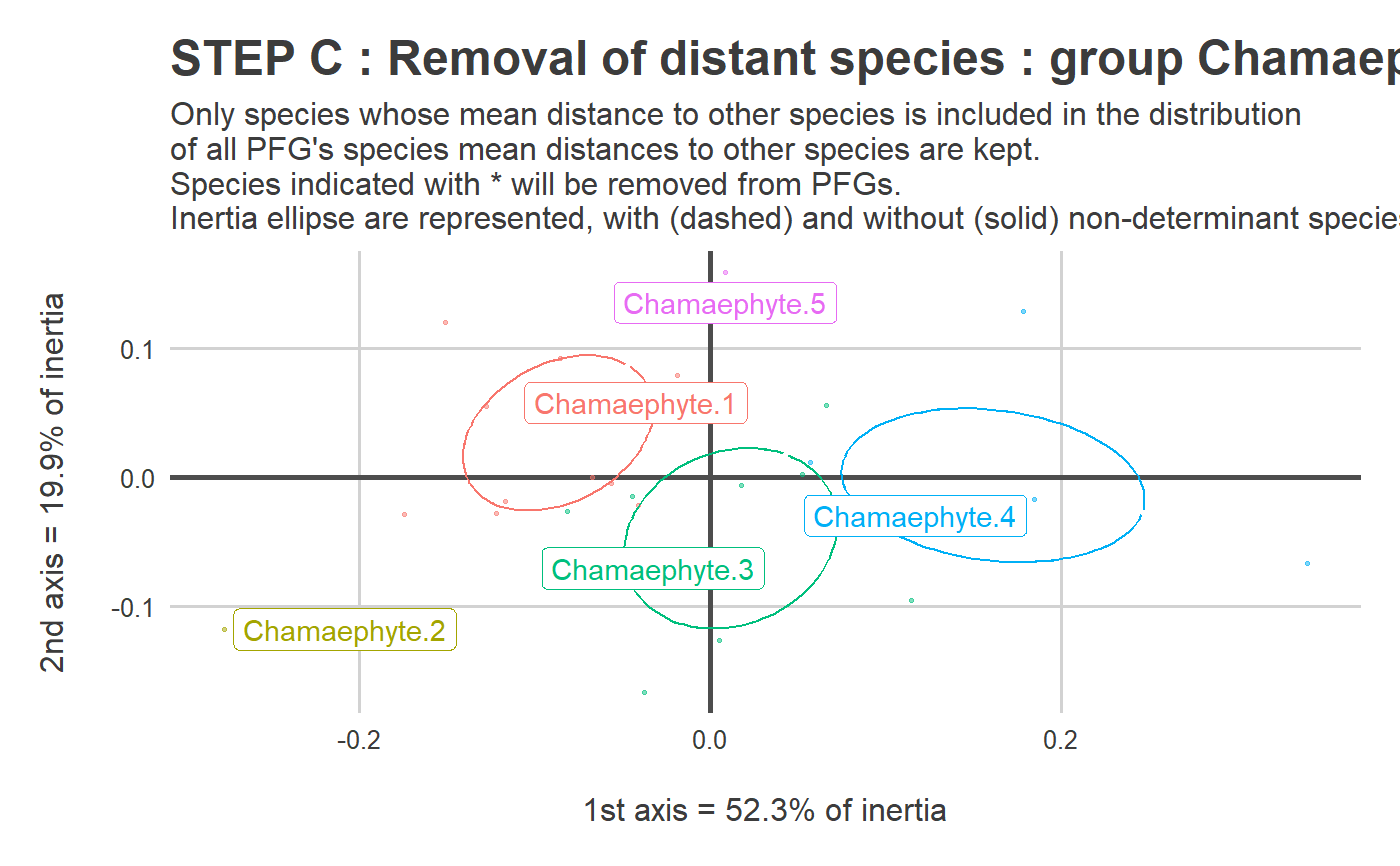 STEP C : Removal of distant species : group Chamaep
Only species whose mean distance to other species is included in the distribution
of all PFG's species mean distances to other species are kept.
Species indicated with * will be removed from PFGs.
Inertia ellipse are represented, with (dashed) and without (solid) non-determinant species
2nd axis = 19.9% of inertia
0.1
0.0
-0.1
Chamaephyte.5
Chamaephyte.1
Chamaephyte.4
Chamaephyte.3
Chamaephyte.2
-0.2
0.0
0.2
1st axis = 52.3% of inertia